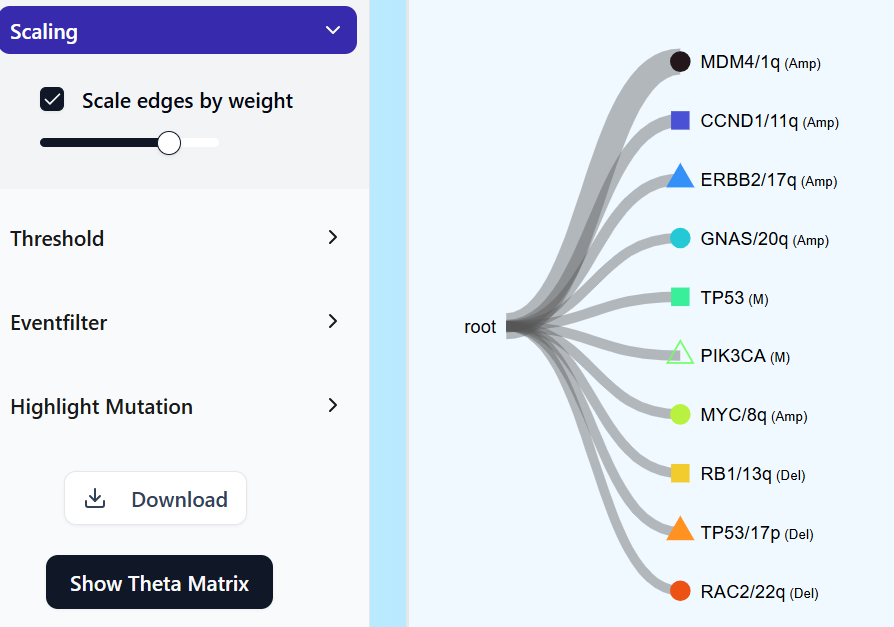 Scaling
Scale edges by weight
Threshold
Eventfilter
Highlight Mutation
Download
Show Theta Matrix
root
MDM4/1q (Amp)
CCND1/11q (Amp)
ERBB2/17q (Amp)
GNAS/20q (Amp)
TP53 (M)
PIK3CA (M)
MYC/8q (Amp)
RB1/13q (Del)
TP53/17p (Del)
RAC2/22q (Del)